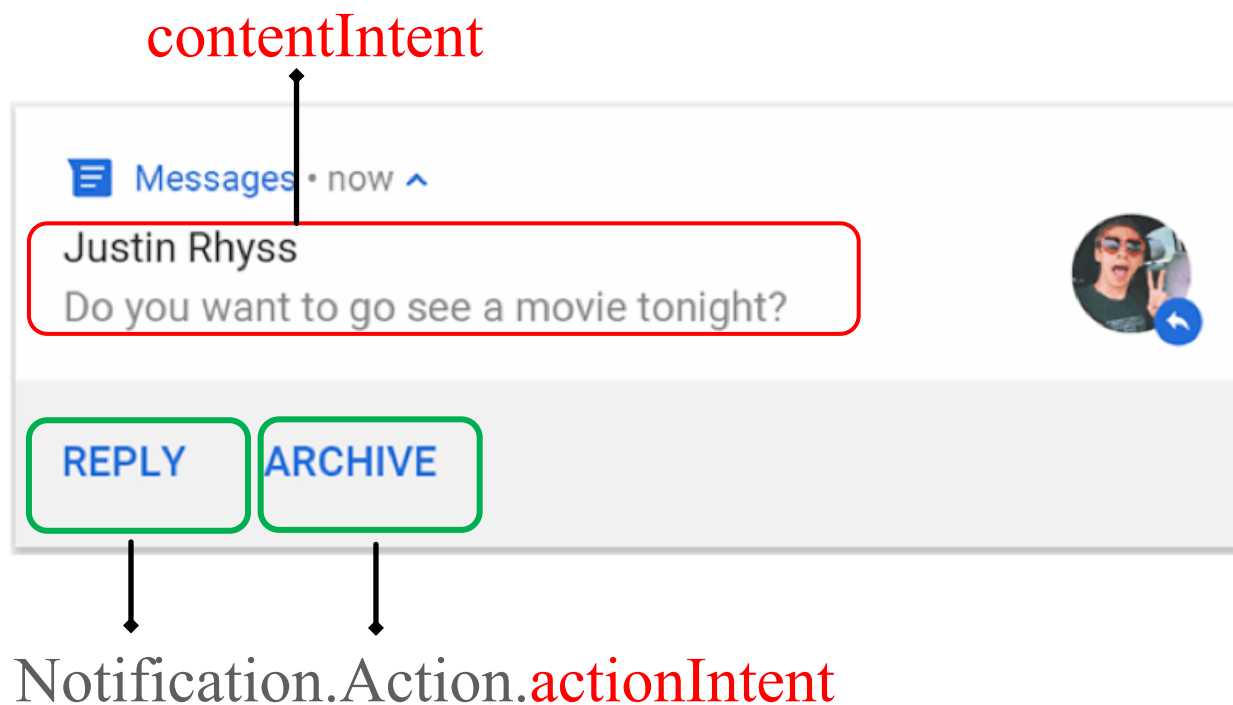 contentIntent
Messages • now
Justin Rhyss
Do you want to go see a movie tonight?
REPLY ARCHIVE
Notification.Action.actionIntent